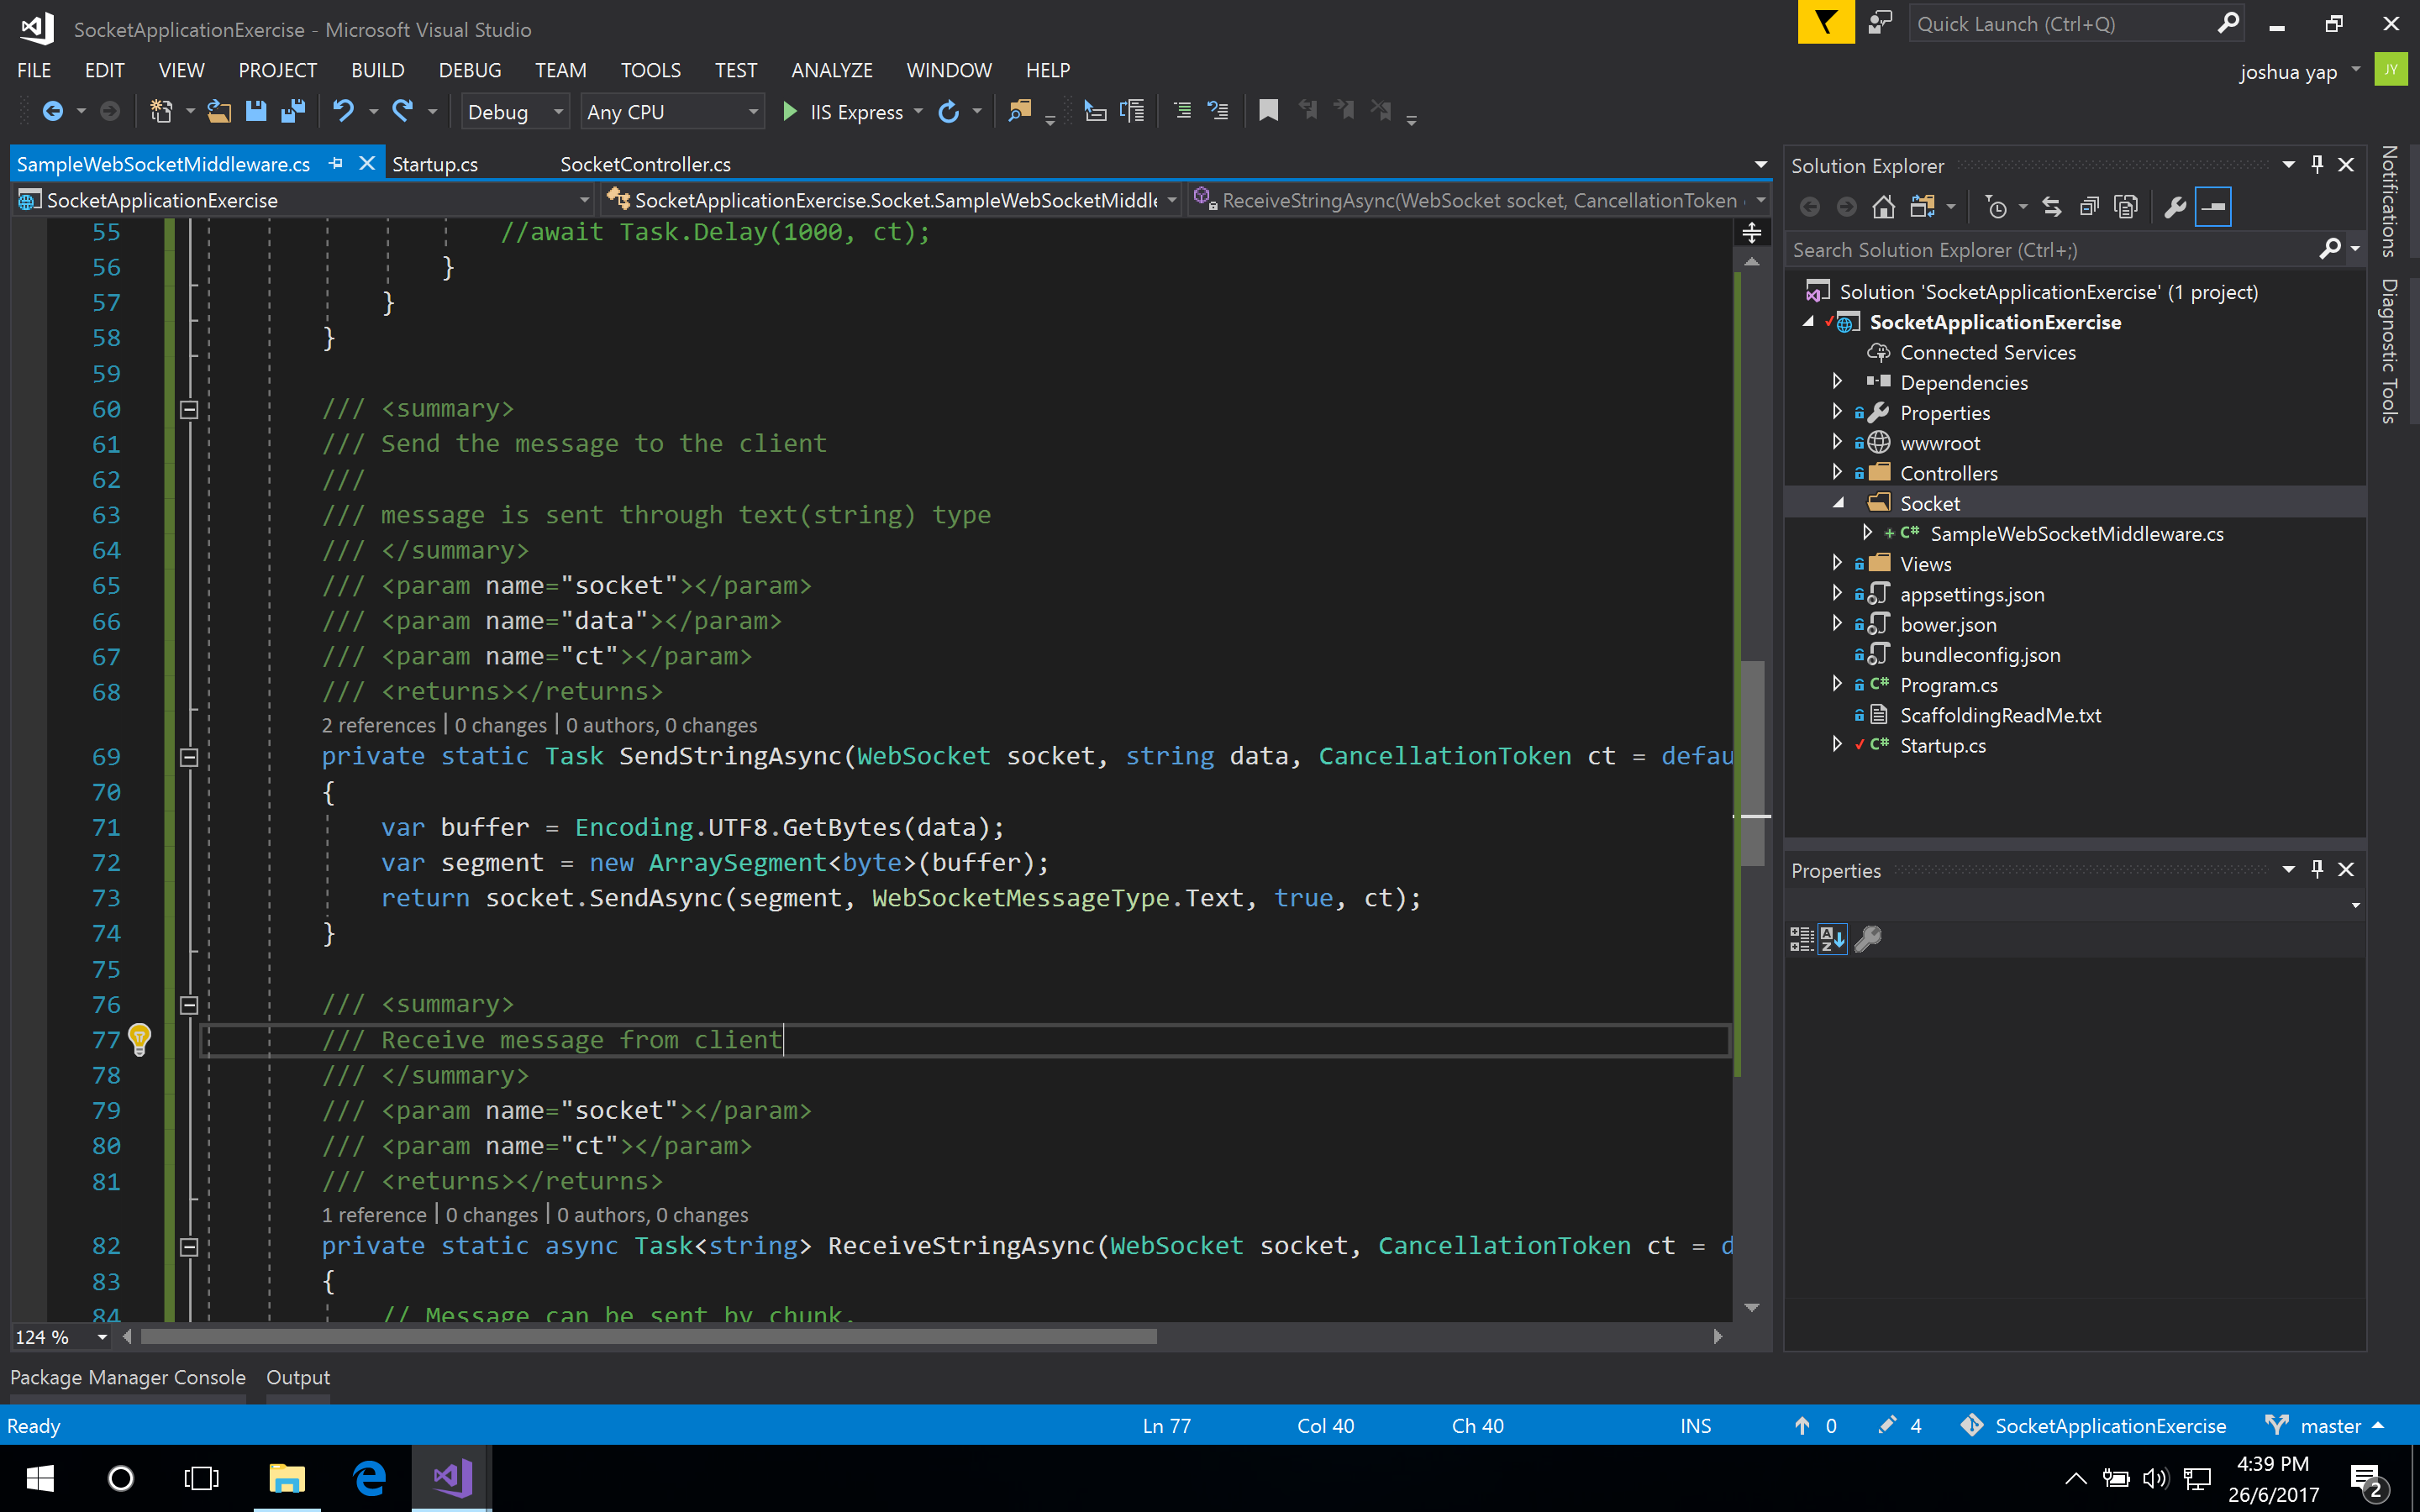 SocketApplicationExercise - Microsoft Visual Studio
Quick Launch (Ctrl+Q)
FILE EDIT VIEW PROJECT BUILD DEBUG TEAM TOOLS TEST ANALYZE WINDOW HELP
joshua yap JY
Debug Any CPU IIS Express
SampleWebSocketMiddleware.cs Startup.cs SocketController.cs
SocketApplicationExercise SocketApplicationExercise.Socket.SampleWebSocketMiddle ReceiveStringAsync(WebSocket socket, CancellationToken
55 //await Task.Delay(1000, ct);
56 }
57 }
58 }
59
60 /// <summary>
61 /// Send the message to the client
62 ///
63 /// message is sent through text(string) type
64 /// </summary>
65 /// <param name="socket"></param>
66 /// <param name="data"></param>
67 /// <param name="ct"></param>
68 /// <returns></returns>
2 references | 0 changes | 0 authors, 0 changes
69 private static Task SendStringAsync(WebSocket socket, string data, CancellationToken ct = defau
70 {
71 var buffer = Encoding.UTF8.GetBytes(data);
72 var segment = new ArraySegment<byte>(buffer);
73 return socket.SendAsync(segment, WebSocketMessageType.Text, true, ct);
74 }
75
76 /// <summary>
77 /// Receive message from client
78 /// </summary>
79 /// <param name="socket"></param>
80 /// <param name="ct"></param>
81 /// <returns></returns>
1 reference | 0 changes | 0 authors, 0 changes
82 private static async Task<string> ReceiveStringAsync(WebSocket socket, CancellationToken ct = d
83 {
84 // Message can be sent by chunk.
124 %
Solution Explorer
Search Solution Explorer (Ctrl+;)
Solution 'SocketApplicationExercise' (1 project)
SocketApplicationExercise
Connected Services
Dependencies
Properties
wwwroot
Controllers
Socket
C# SampleWebSocketMiddleware.cs
Views
appsettings.json
bower.json
bundleconfig.json
C# Program.cs
ScaffoldingReadMe.txt
C# Startup.cs
Properties
Notifications
Diagnostic Tools
Package Manager Console Output
Ready Ln 77 Col 40 Ch 40 INS 0 4 SocketApplicationExercise master
4:39 PM
26/6/2017
2